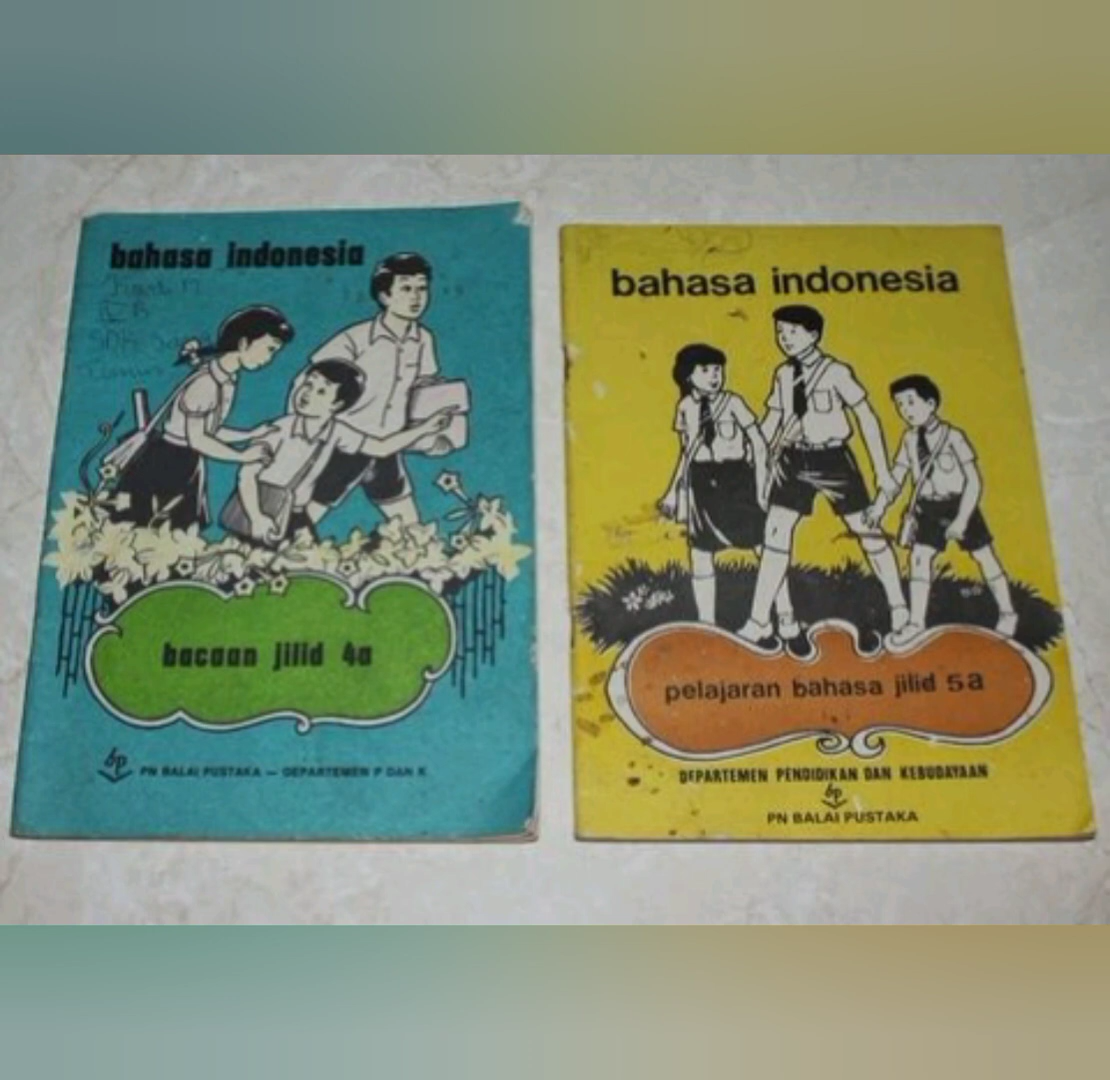 bahasa indonesia
bacaan jilid 4a
bp
PN BALAI PUSTAKA — DEPARTEMEN P DAN K
bahasa indonesia
pelajaran bahasa jilid 5a
DEPARTEMEN PENDIDIKAN DAN KEBUDAYAAN
bp
PN BALAI PUSTAKA